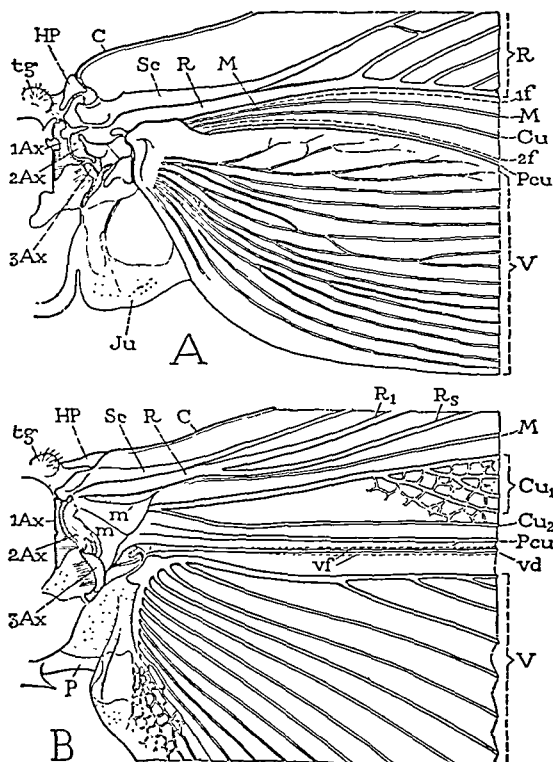 HP
C
tg
Sc
R
M
R
1f
M
Cu
2f
Pcu
V
1Ax
2Ax
3Ax
Ju
A
R1
Rs
M
HP
Sc
R
C
tg
Cu1
Cu2
Pcu
vd
vf
m
m
1Ax
2Ax
3Ax
V
P
B